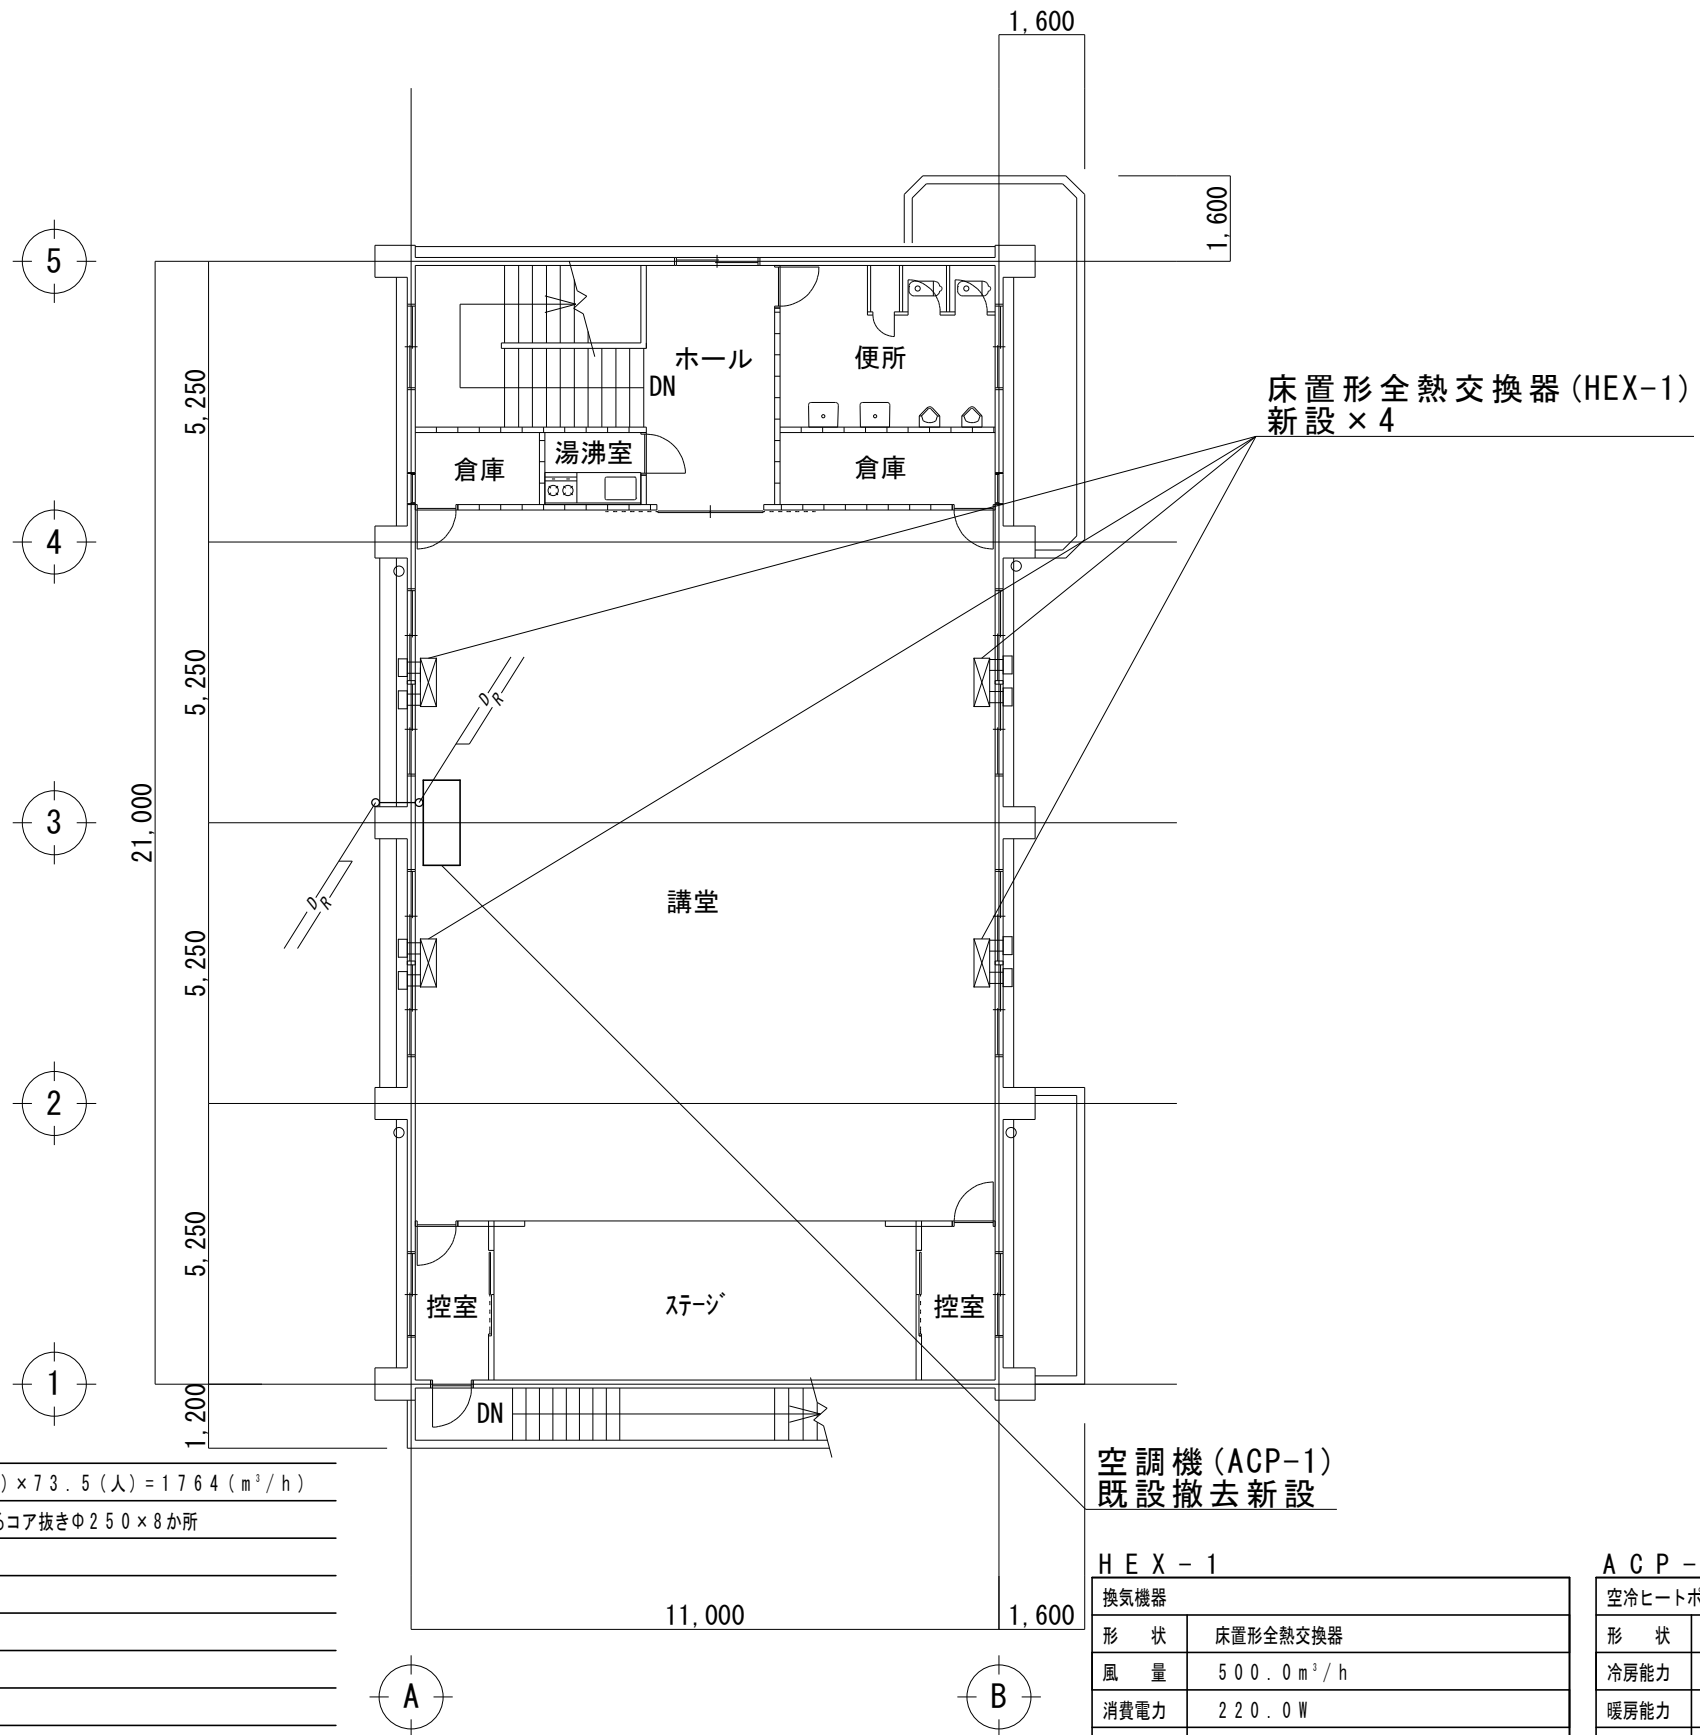 1,600
1,600
5
ホール
便所
DN
5,250
床置形全熱交換器(HEX-1)
新設×4
倉庫
湯沸室
倉庫
4
5,250
D
R
21,000
3
D
R
講堂
5,250
2
5,250
控室
ステージ
控室
1
1,200
DN
空調機(ACP-1)
既設撤去新設
)×73.5(人)=1764(m³/h)
コア抜きΦ250×8か所
11,000
1,600
A
B
HEX-1
換気機器
形 状 床置形全熱交換器
風 量 500.0m³/h
消費電力 220.0W
ACP-
空冷ヒートポ
形 状
冷房能力
暖房能力